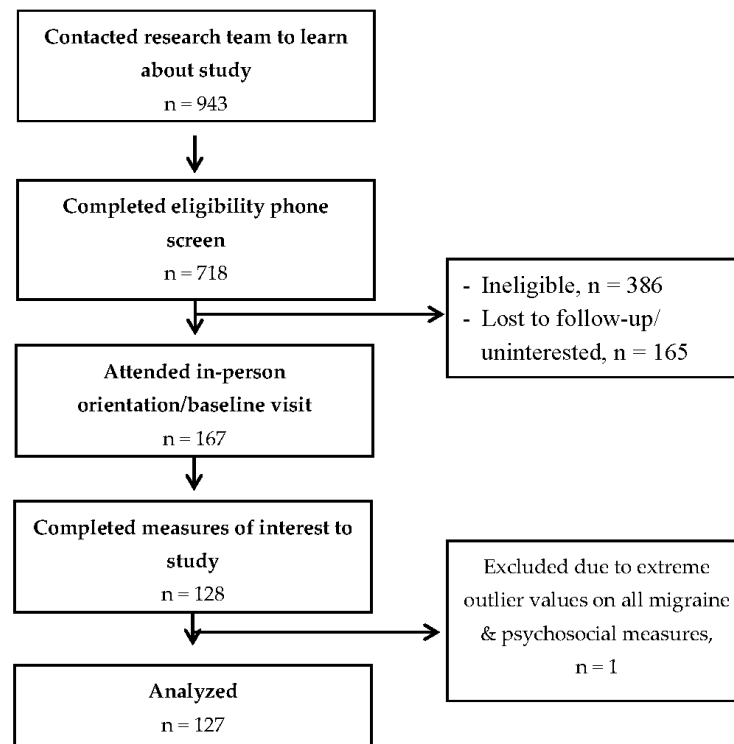 Contacted research team to learn
about study
n = 943
Completed eligibility phone
screen
n = 718
- Ineligible, n = 386
- Lost to follow-up/
uninterested, n = 165
Attended in-person
orientation/baseline visit
n = 167
Completed measures of interest to
study
n = 128
Excluded due to extreme
outlier values on all migraine
& psychosocial measures,
n = 1
Analyzed
n = 127